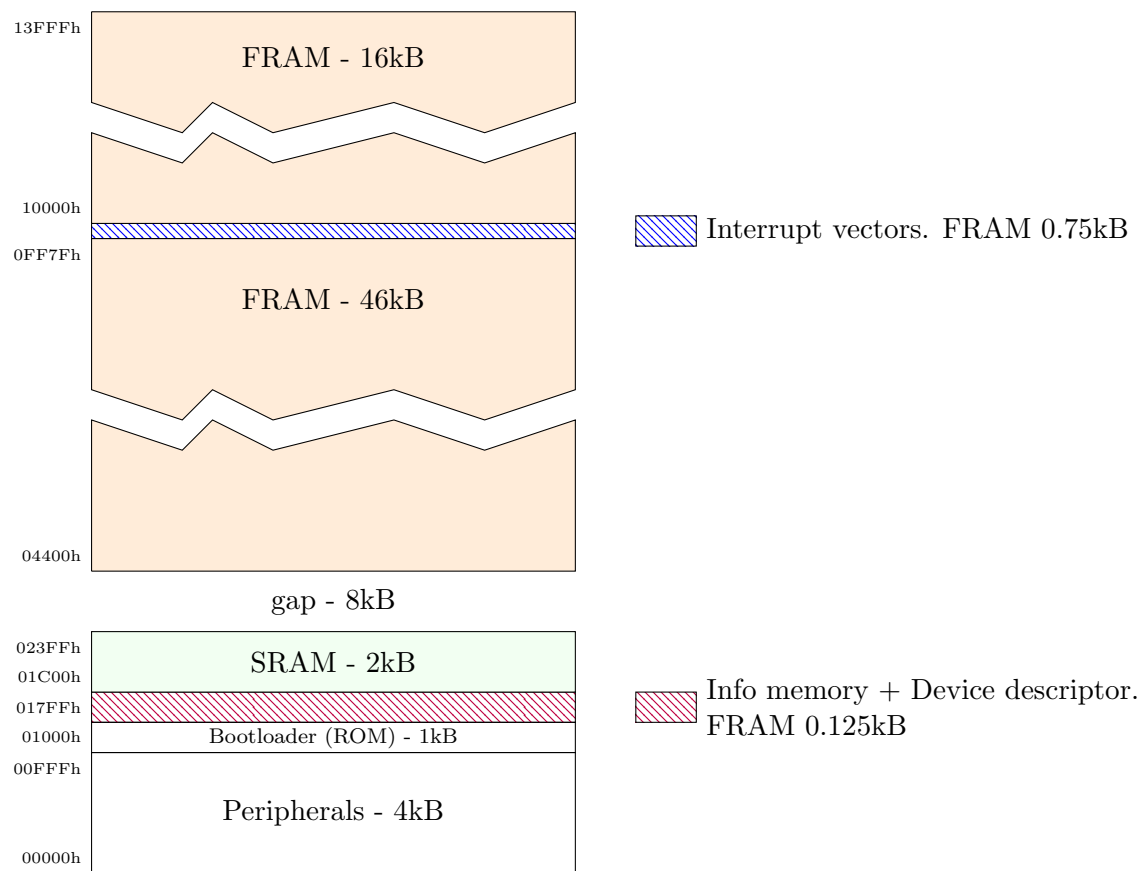 13FFFh
FRAM - 16kB
10000h
Interrupt vectors. FRAM 0.75kB
0FF7Fh
FRAM - 46kB
04400h
gap - 8kB
023FFh
SRAM - 2kB
01C00h
Info memory + Device descriptor.
017FFh
FRAM 0.125kB
01000h
Bootloader (ROM) - 1kB
00FFFh
Peripherals - 4kB
00000h